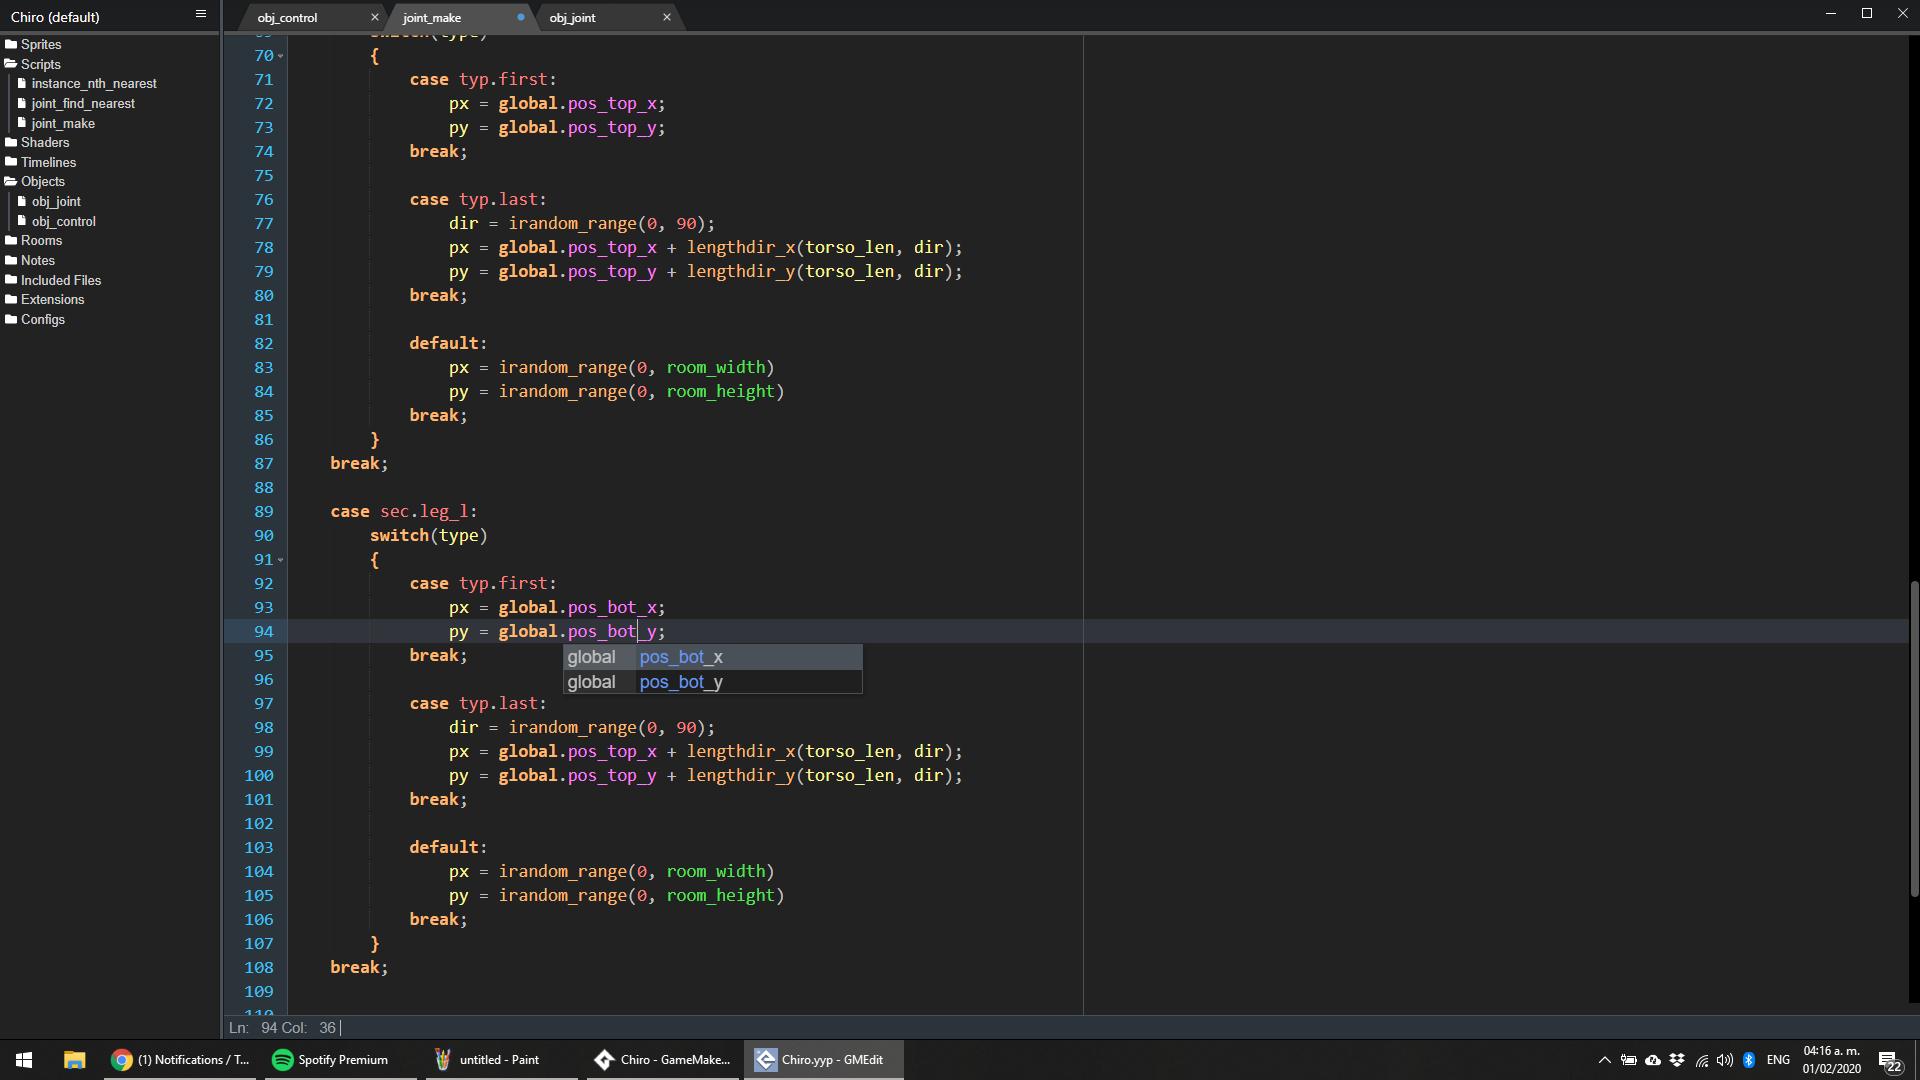 Chiro (default)
obj_control
joint_make
obj_joint
Sprites
Scripts
instance_nth_nearest
joint_find_nearest
joint_make
Shaders
Timelines
Objects
obj_joint
obj_control
Rooms
Notes
Included Files
Extensions
Configs
69 switch(type)
70 {
71 case typ.first:
72 px = global.pos_top_x;
73 py = global.pos_top_y;
74 break;
75
76 case typ.last:
77 dir = irandom_range(0, 90);
78 px = global.pos_top_x + lengthdir_x(torso_len, dir);
79 py = global.pos_top_y + lengthdir_y(torso_len, dir);
80 break;
81
82 default:
83 px = irandom_range(0, room_width)
84 py = irandom_range(0, room_height)
85 break;
86 }
87 break;
88
89 case sec.leg_l:
90 switch(type)
91 {
92 case typ.first:
93 px = global.pos_bot_x;
94 py = global.pos_bot_y;
95 break;
global pos_bot_x
96
global pos_bot_y
97 case typ.last:
98 dir = irandom_range(0, 90);
99 px = global.pos_top_x + lengthdir_x(torso_len, dir);
100 py = global.pos_top_y + lengthdir_y(torso_len, dir);
101 break;
102
103 default:
104 px = irandom_range(0, room_width)
105 py = irandom_range(0, room_height)
106 break;
107 }
108 break;
109
110
Ln: 94 Col: 36
(1) Notifications / T...
Spotify Premium
untitled - Paint
Chiro - GameMake...
Chiro.yyp - GMEdit
ENG
04:16 a. m.
01/02/2020
22